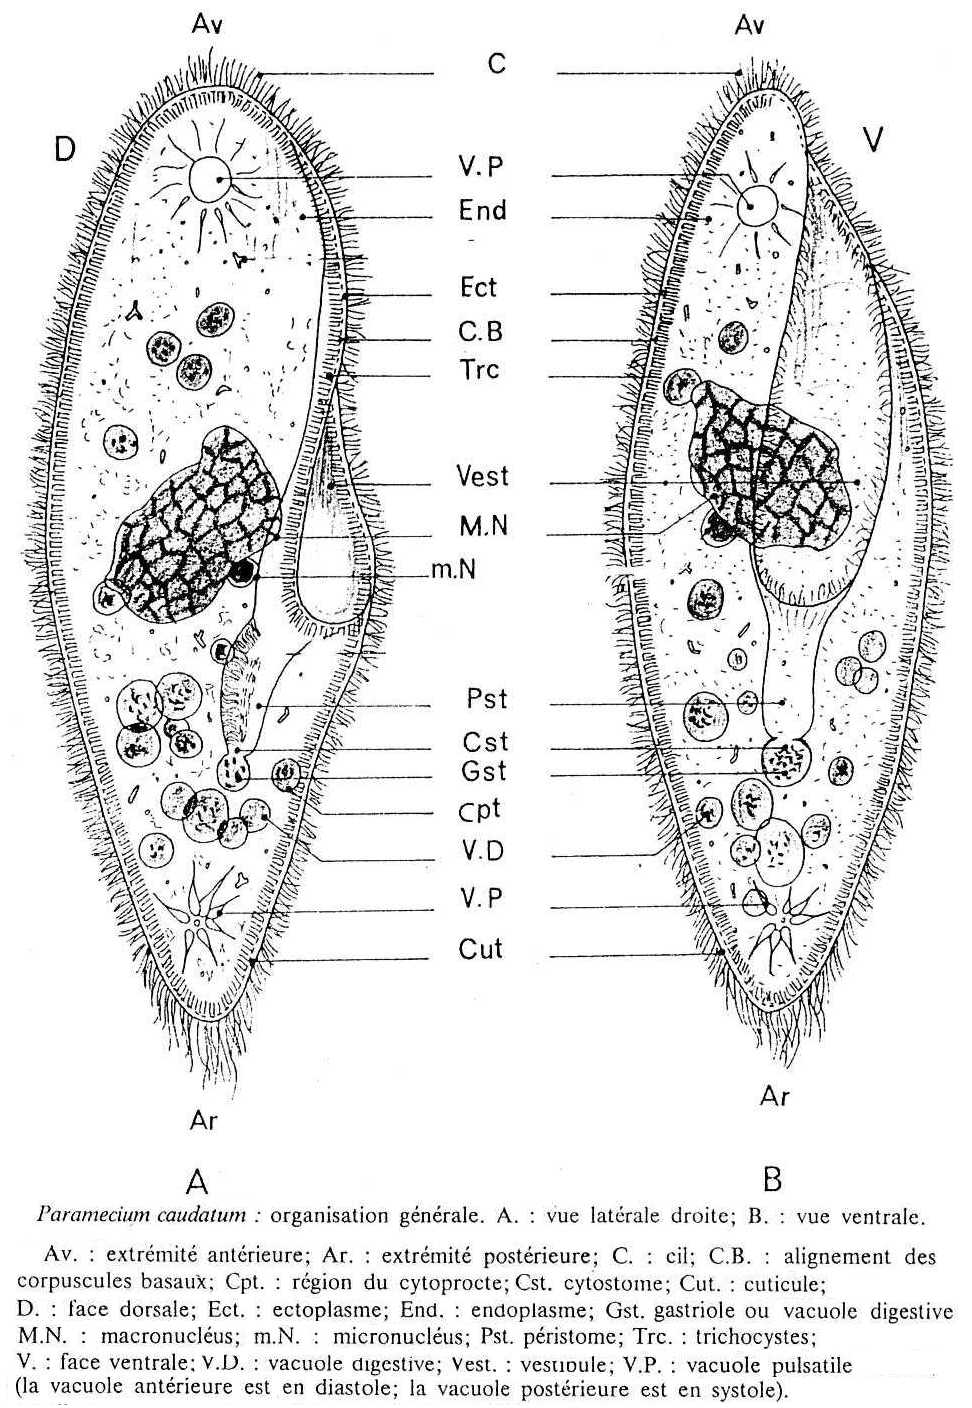 Av Av
C
D V
V.P
End
Ect
C.B
Trc
Vest
M.N
m.N
Pst
Cst
Gst
Cpt
V.D
V.P
Cut
Ar Ar
A B
Paramecium caudatum : organisation générale. A. : vue latérale droite; B. : vue ventrale.
Av. : extrémité antérieure; Ar. : extrémité postérieure; C. : cil; C.B. : alignement des
corpuscules basaux; Cpt. : région du cytoprocte; Cst. cytostome; Cut. : cuticule;
D. : face dorsale; Ect. : ectoplasme; End. : endoplasme; Gst. gastriole ou vacuole digestive
M.N. : macronucléus; m.N. : micronucléus; Pst. péristome; Trc. : trichocystes;
V. : face ventrale; V.D. : vacuole digestive; Vest. : vestibule; V.P. : vacuole pulsatile
(la vacuole antérieure est en diastole; la vacuole postérieure est en systole).